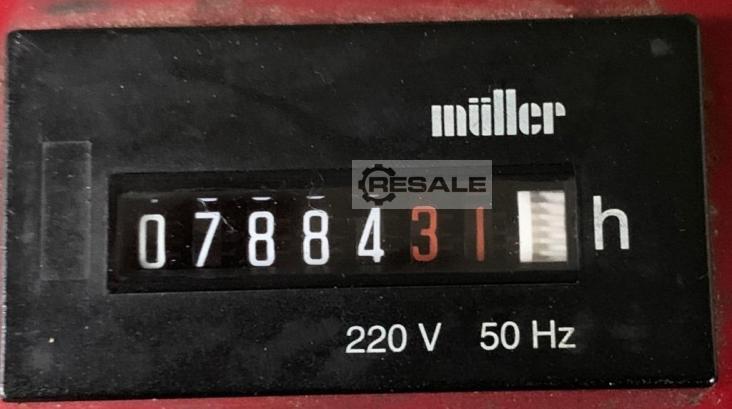 müller
RESALE
0788431 h
220 V 50 Hz